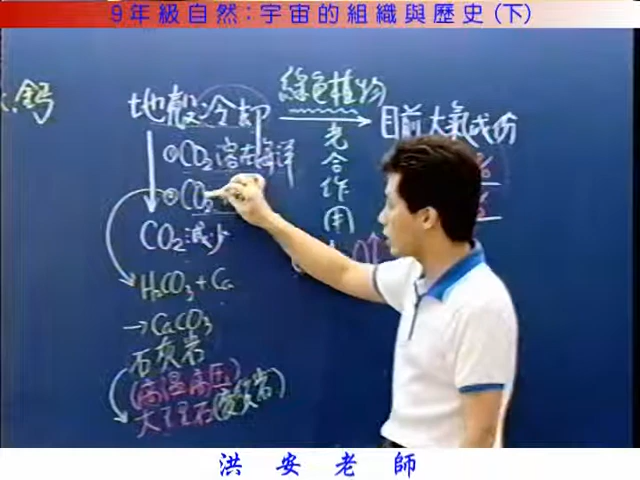 9年級自然:宇宙的組織與歷史(下)
鈣
地殼冷卻
綠色植物
光合作用
目前大氣成份
①CO₂溶在海洋
②CO₂
CO₂減少
H₂CO₃+Ca
→CaCO₃
石灰岩
(高溫高壓)
大理石(變質岩)
洪安老師